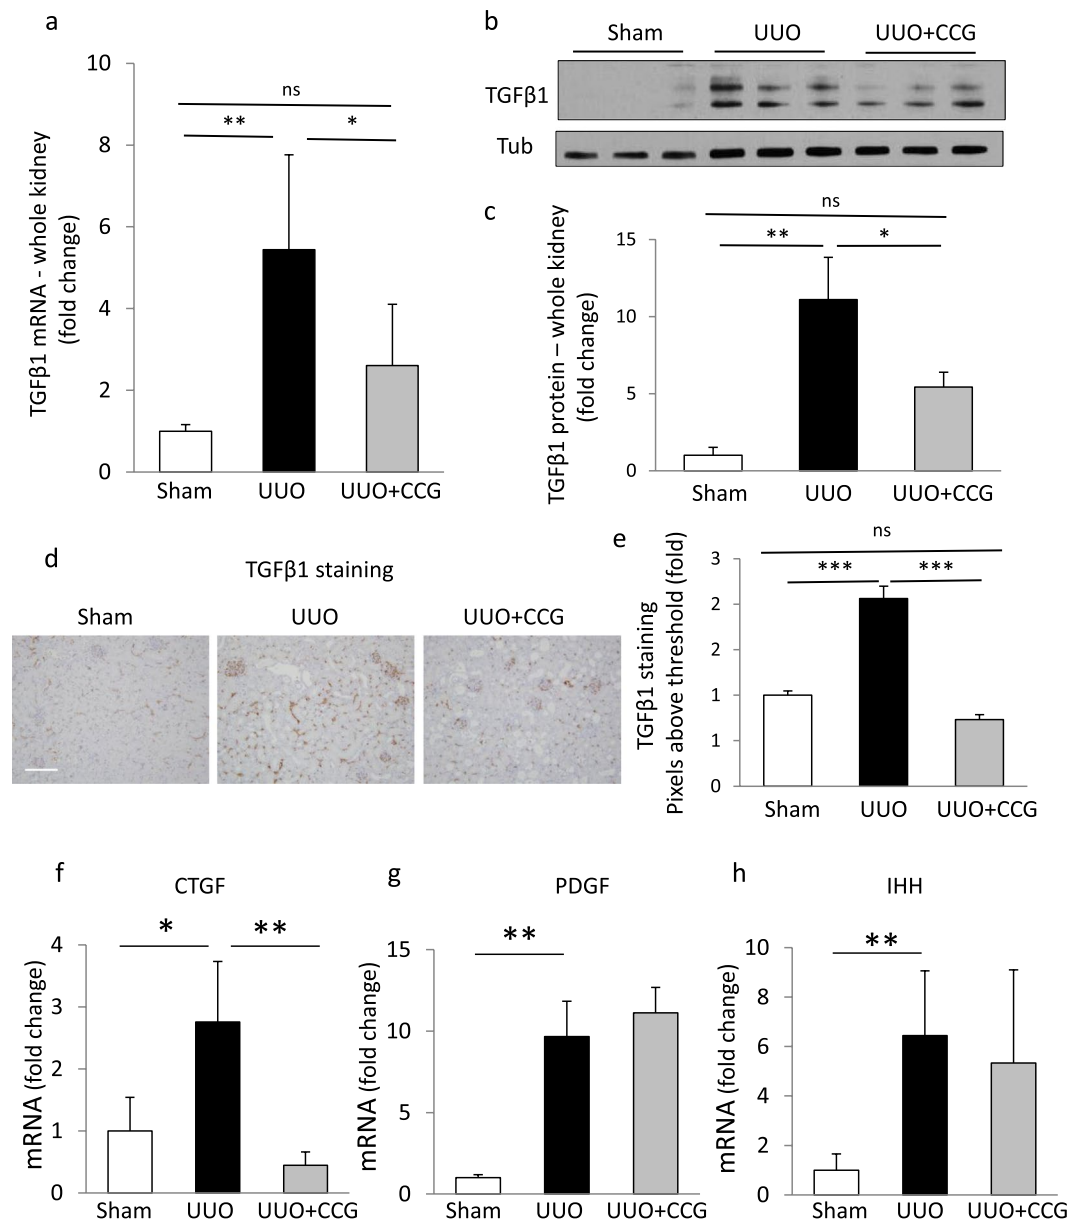 a
TGFβ1 mRNA - whole kidney
(fold change)
10
8
6
4
2
0
ns
**
*
Sham
UUO
UUO+CCG
b
Sham
UUO
UUO+CCG
TGFβ1
Tub
c
TGFβ1 protein – whole kidney
(fold change)
15
10
5
0
ns
**
*
Sham
UUO
UUO+CCG
d
TGFβ1 staining
Sham
UUO
UUO+CCG
e
TGFβ1 staining
Pixels above threshold (fold)
3
2
2
1
1
0
ns
***
***
Sham
UUO
UUO+CCG
f
CTGF
mRNA (fold change)
4
3
2
1
0
*
**
Sham
UUO
UUO+CCG
g
PDGF
mRNA (fold change)
15
10
5
0
**
Sham
UUO
UUO+CCG
h
IHH
mRNA (fold change)
10
8
6
4
2
0
**
Sham
UUO
UUO+CCG